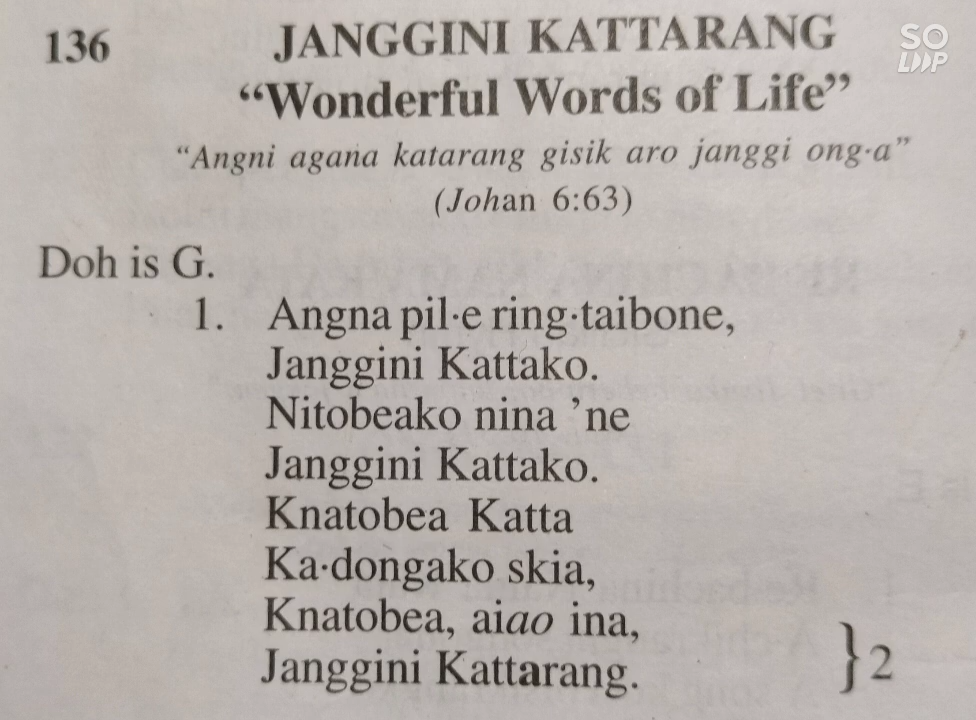 136 JANGGINI KATTARANG
SO
LOOP
“Wonderful Words of Life”
“Angni agana katarang gisik aro janggi ong·a”
(Johan 6:63)
Doh is G.
1. Angna pil·e ring·taibone,
Janggini Kattako.
Nitobeako nina ’ne
Janggini Kattako.
Knatobea Katta
Ka·dongako skia,
Knatobea, aiao ina,
Janggini Kattarang. }2